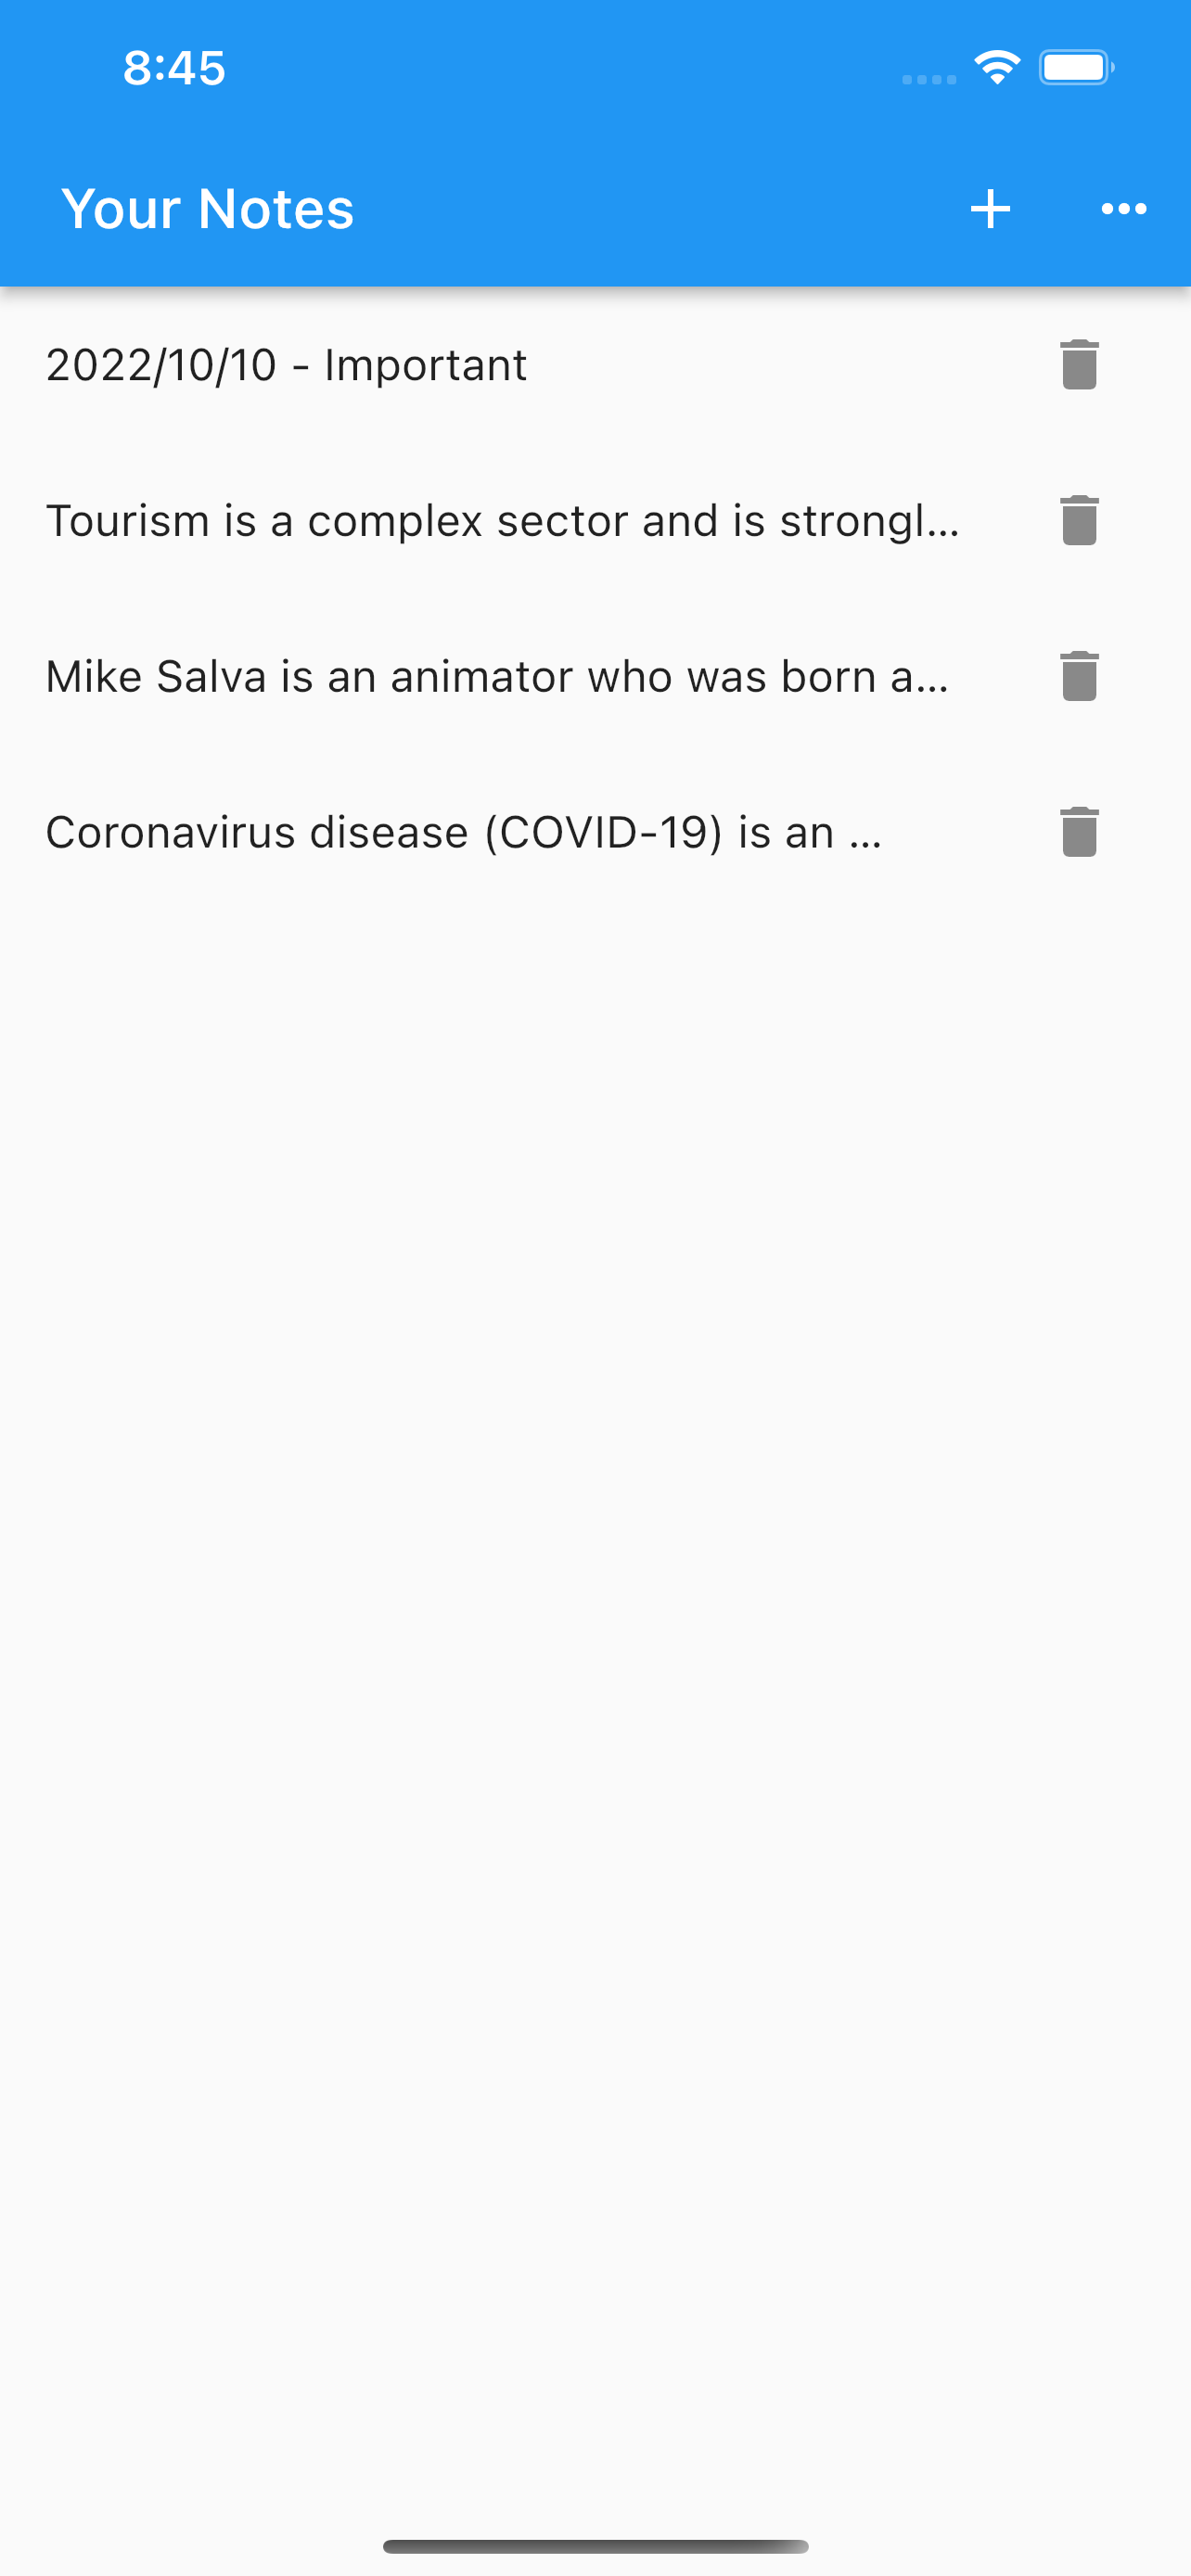 8:45
Your Notes
2022/10/10 - Important
Tourism is a complex sector and is strongl...
Mike Salva is an animator who was born a...
Coronavirus disease (COVID-19) is an ...